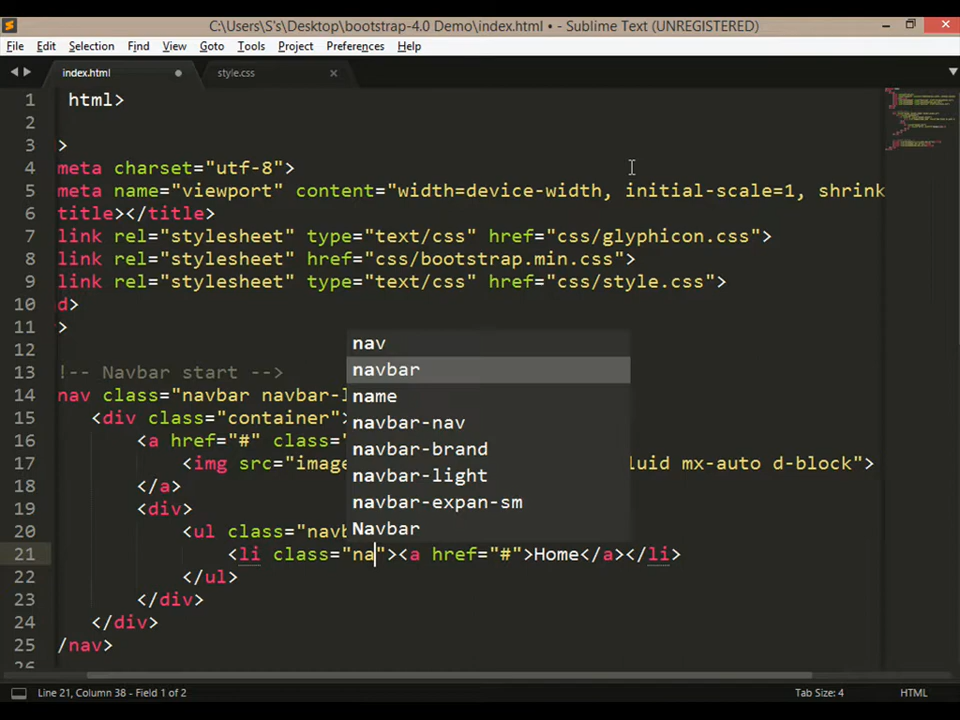 C:\Users\S's\Desktop\bootstrap-4.0 Demo\index.html • - Sublime Text (UNREGISTERED)
File Edit Selection Find View Goto Tools Project Preferences Help
index.html style.css
1 html>
2
3 >
4 meta charset="utf-8">
5 meta name="viewport" content="width=device-width, initial-scale=1, shrink
6 title></title>
7 link rel="stylesheet" type="text/css" href="css/glyphicon.css">
8 link rel="stylesheet" href="css/bootstrap.min.css">
9 link rel="stylesheet" type="text/css" href="css/style.css">
10 d>
11 >
12
nav
13 !-- Navbar start -->
navbar
14 nav class="navbar navbar-l
name
15 <div class="container">
navbar-nav
16 <a href="#" class="
navbar-brand
17 <img src="image luid mx-auto d-block">
navbar-light
18 </a>
19 <div>
navbar-expan-sm
20 <ul class="navb
Navbar
21 <li class="na"><a href="#">Home</a></li>
22 </ul>
23 </div>
24 </div>
25 /nav>
26
Line 21, Column 38 - Field 1 of 2 Tab Size: 4 HTML